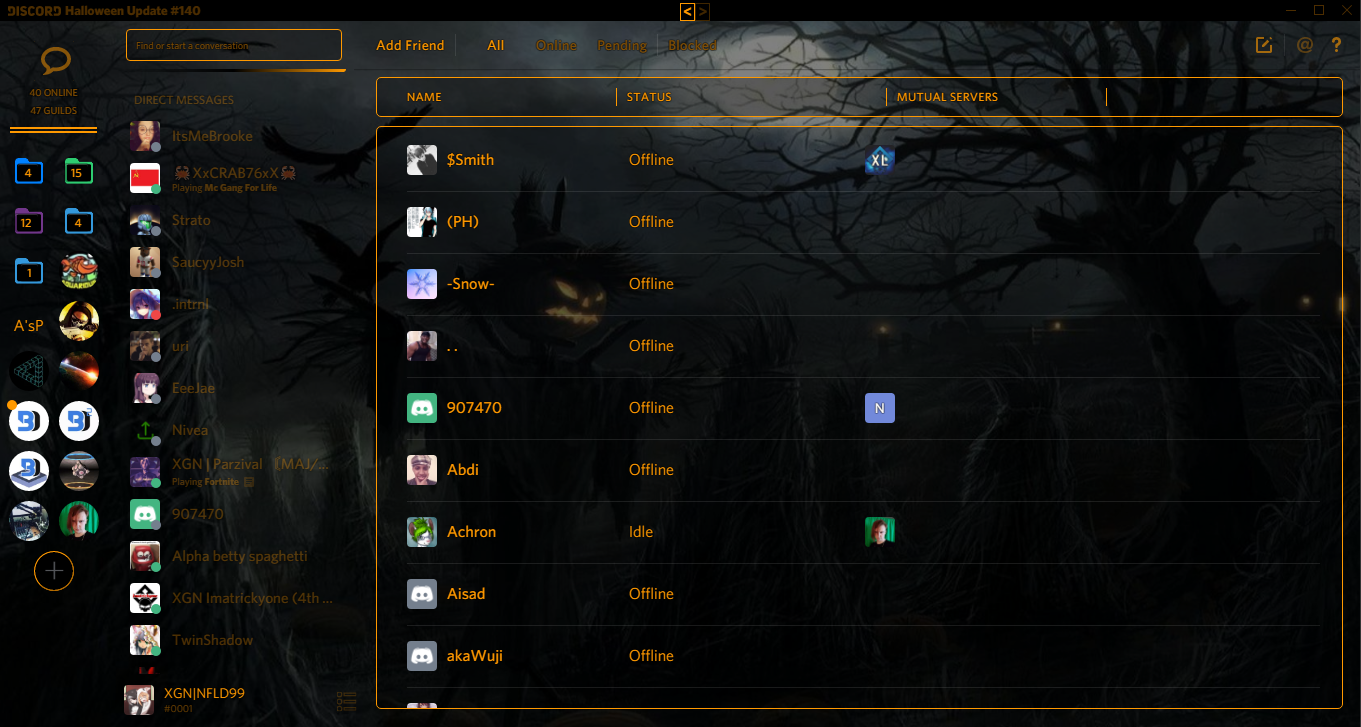 DISCORD Halloween Update #140
< >
Find or start a conversation
Add Friend
All
Online
Pending
Blocked
@
?
40 ONLINE
47 GUILDS
4
15
12
4
1
A'sP
DIRECT MESSAGES
ItsMeBrooke
XxCRAB76xX
Playing Mc Gang For Life
Strato
SaucyyJosh
.intrnl
uri
EeeJae
Nivea
XGN | Parzival [MAJ/...
Playing Fortnite
907470
Alpha betty spaghetti
XGN Imatrickyone (4th ...
TwinShadow
XGN|NFLD99
#0001
NAME
STATUS
MUTUAL SERVERS
$Smith
Offline
XL
(PH)
Offline
-Snow-
Offline
. .
Offline
907470
Offline
N
Abdi
Offline
Achron
Idle
Aisad
Offline
akaWuji
Offline